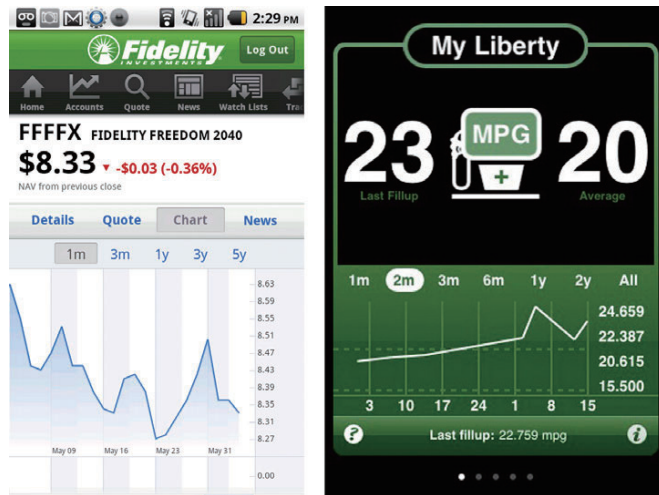 2:29 PM
Fidelity
INVESTMENTS
Log Out
Home Accounts Quote News Watch Lists Tra
FFFFX FIDELITY FREEDOM 2040
$8.33 -$0.03 (-0.36%)
NAV from previous close
Details Quote Chart News
1m 3m 1y 3y 5y
8.63
8.59
8.55
8.51
8.47
8.43
8.39
8.35
8.31
8.27
May 09 May 16 May 23 May 31
0.00
My Liberty
23 MPG 20
Last Fillup Average
1m 2m 3m 6m 1y 2y All
24.659
22.387
20.615
15.500
3 10 17 24 1 8 15
? Last fillup: 22.759 mpg i